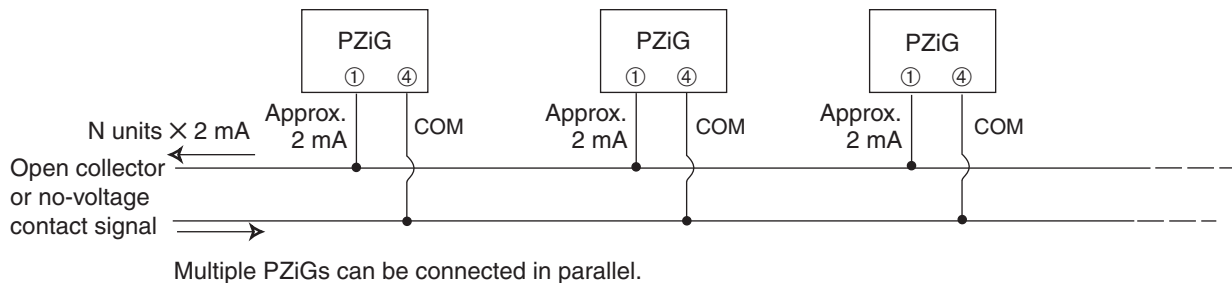 PZiG
PZiG
PZiG
① ④
① ④
① ④
Approx.
2 mA
COM
Approx.
2 mA
COM
Approx.
2 mA
COM
N units × 2 mA
Open collector
or no-voltage
contact signal
Multiple PZiGs can be connected in parallel.